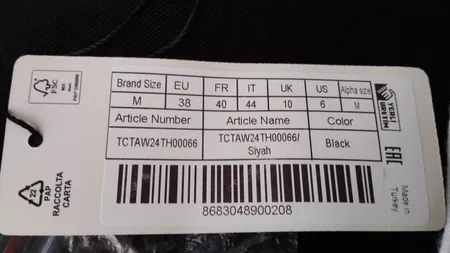 FSC
Brand Size EU FR IT UK US Alpha size
M 38 40 44 10 6 M
Article Number Article Name Color
TCTAW24TH00066 TCTAW24TH00066/ Black
Siyah
8683048900208
22
PAP
RACCOLTA
CARTA
YERLİ
ÜRETİM
EAC
Made in
Turkey